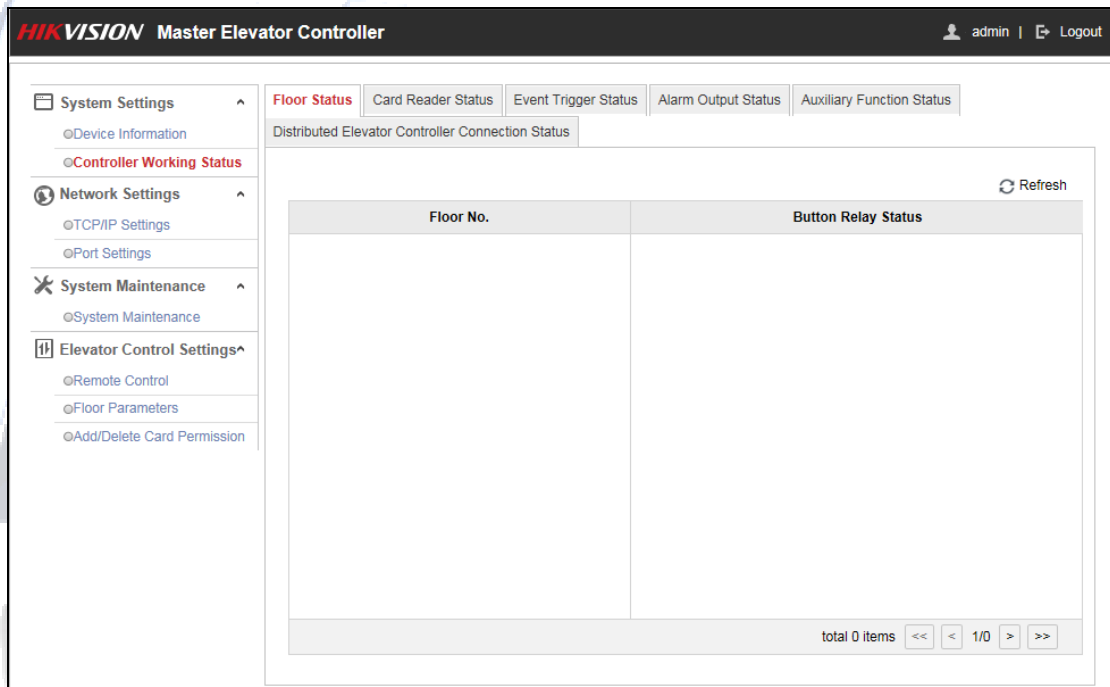 HIKVISION Master Elevator Controller
admin | Logout
System Settings
Device Information
Controller Working Status
Network Settings
TCP/IP Settings
Port Settings
System Maintenance
System Maintenance
Elevator Control Settings
Remote Control
Floor Parameters
Add/Delete Card Permission
Floor Status Card Reader Status Event Trigger Status Alarm Output Status Auxiliary Function Status
Distributed Elevator Controller Connection Status
Refresh
Floor No. Button Relay Status
total 0 items << < 1/0 > >>